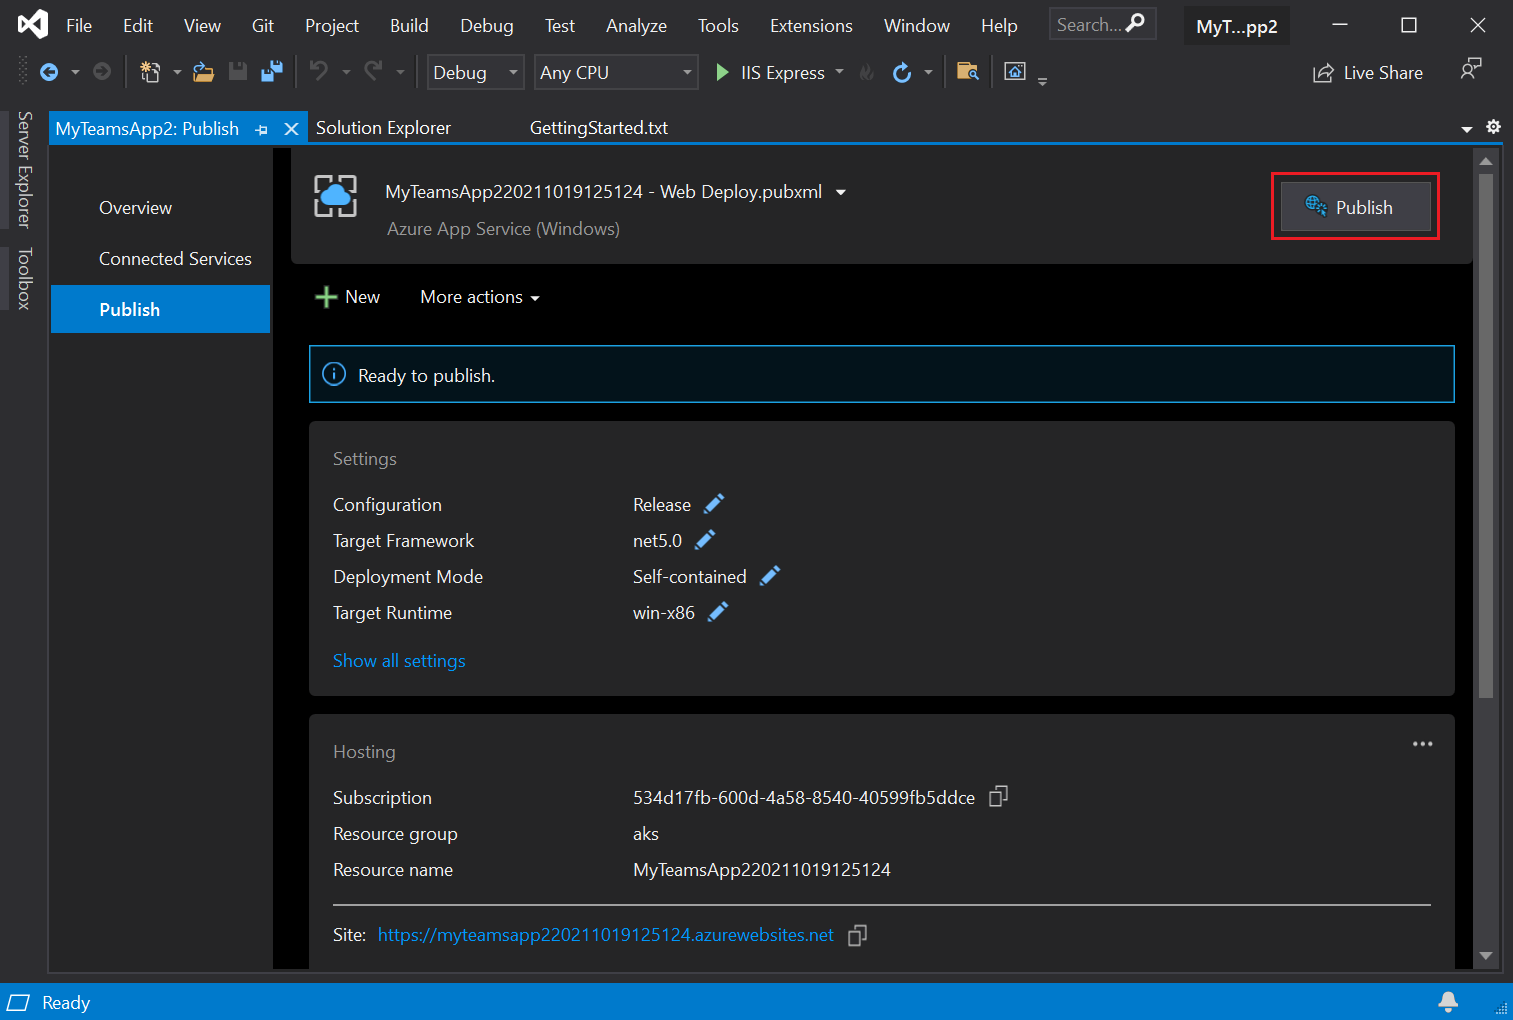 File Edit View Git Project Build Debug Test Analyze Tools Extensions Window Help Search... MyT...pp2
Debug Any CPU IIS Express Live Share
Server Explorer
Toolbox
MyTeamsApp2: Publish Solution Explorer GettingStarted.txt
Overview
Connected Services
Publish
MyTeamsApp220211019125124 - Web Deploy.pubxml
Azure App Service (Windows)
Publish
New More actions
Ready to publish.
Settings
Configuration Release
Target Framework net5.0
Deployment Mode Self-contained
Target Runtime win-x86
Show all settings
Hosting
Subscription 534d17fb-600d-4a58-8540-40599fb5ddce
Resource group aks
Resource name MyTeamsApp220211019125124
Site: https://myteamsapp220211019125124.azurewebsites.net
Ready